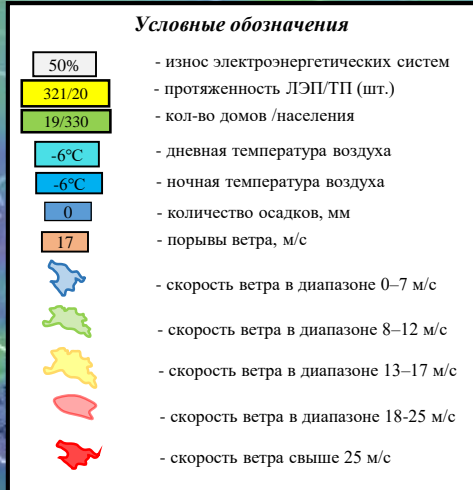 Условные обозначения
50% - износ электроэнергетических систем
321/20 - протяженность ЛЭП/ТП (шт.)
19/330 - кол-во домов /населения
-6°С - дневная температура воздуха
-6°С - ночная температура воздуха
0 - количество осадков, мм
17 - порывы ветра, м/с
- скорость ветра в диапазоне 0–7 м/с
- скорость ветра в диапазоне 8–12 м/с
- скорость ветра в диапазоне 13–17 м/с
- скорость ветра в диапазоне 18-25 м/с
- скорость ветра свыше 25 м/с